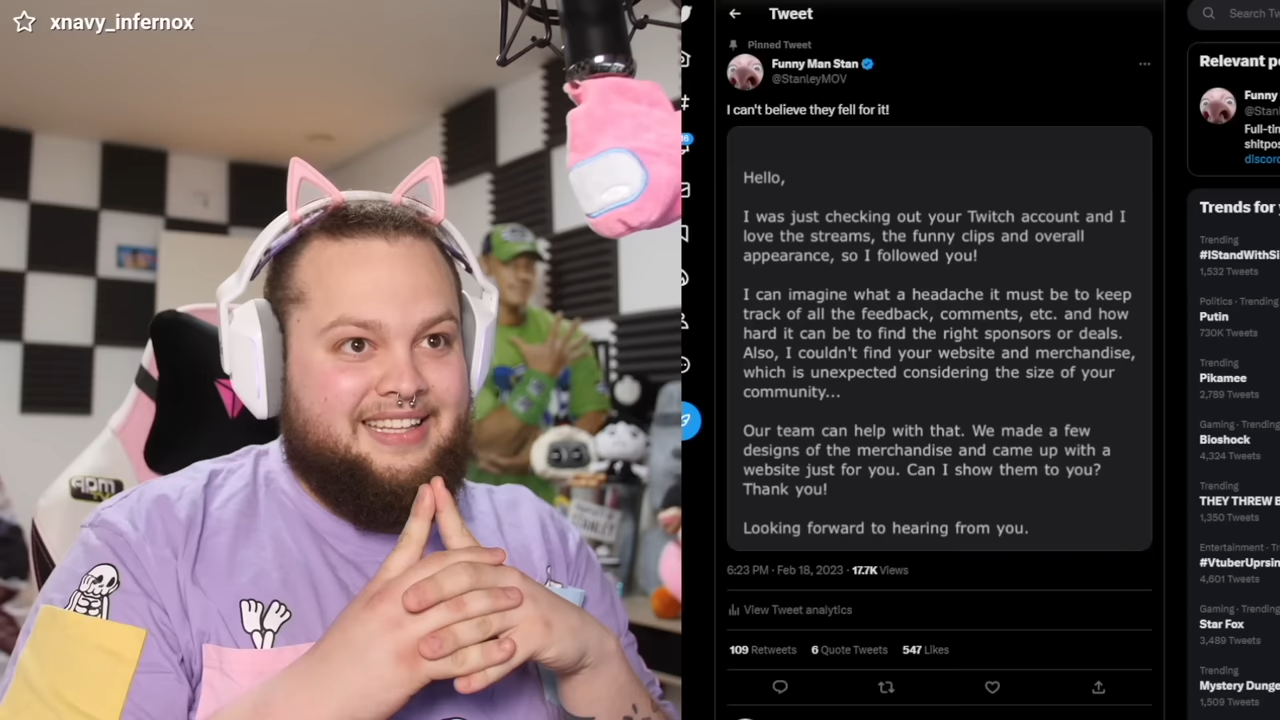 xnavy_infernox
Tweet
Search Tw
Pinned Tweet
Funny Man Stan
@StanleyMOV
I can't believe they fell for it!
Hello,
I was just checking out your Twitch account and I
love the streams, the funny clips and overall
appearance, so I followed you!
I can imagine what a headache it must be to keep
track of all the feedback, comments, etc. and how
hard it can be to find the right sponsors or deals.
Also, I couldn't find your website and merchandise,
which is unexpected considering the size of your
community...
Our team can help with that. We made a few
designs of the merchandise and came up with a
website just for you. Can I show them to you?
Thank you!
Looking forward to hearing from you.
6:23 PM · Feb 18, 2023 · 17.7K Views
View Tweet analytics
109 Retweets 6 Quote Tweets 547 Likes
Relevant pe
Funny
@Stan
Full-tim
shitpos
discord
Trends for y
Trending
#IStandWithSi
1,532 Tweets
Politics · Trending
Putin
730K Tweets
Trending
Pikamee
2,789 Tweets
Gaming · Trending
Bioshock
4,324 Tweets
Trending
THEY THREW B
1,350 Tweets
Entertainment · Tr
#VtuberUprsin
4,601 Tweets
Gaming · Trending
Star Fox
3,489 Tweets
Trending
Mystery Dunge
1,509 Tweets